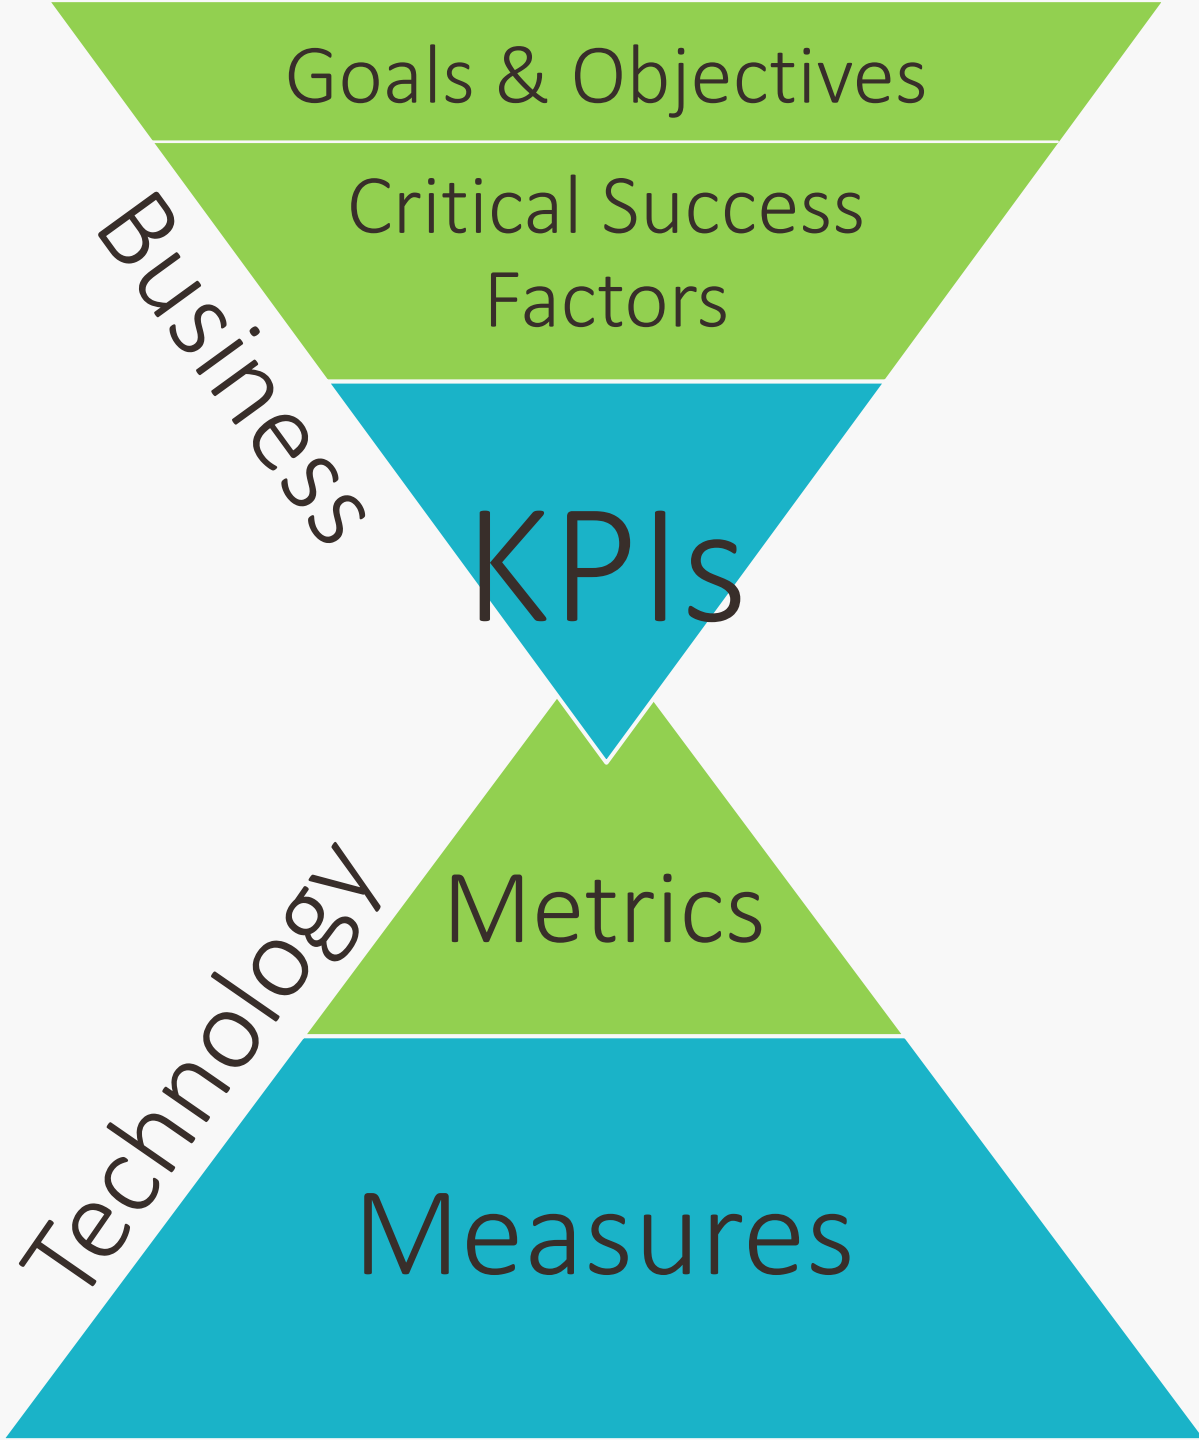 Goals & Objectives
Critical Success
Factors
Business
KPIs
Metrics
Technology
Measures